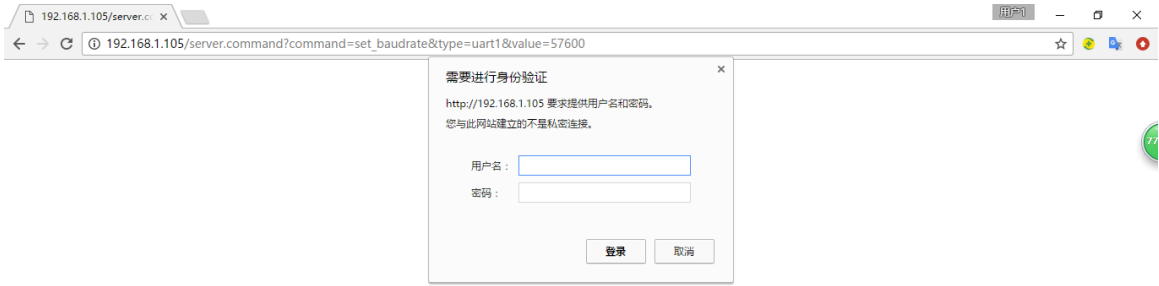 192.168.1.105/server.cc
用户1
192.168.1.105/server.command?command=set_baudrate&type=uart1&value=57600
需要进行身份验证
http://192.168.1.105 要求提供用户名和密码。
您与此网站建立的不是私密连接。
77
用户名：
密码：
登录
取消